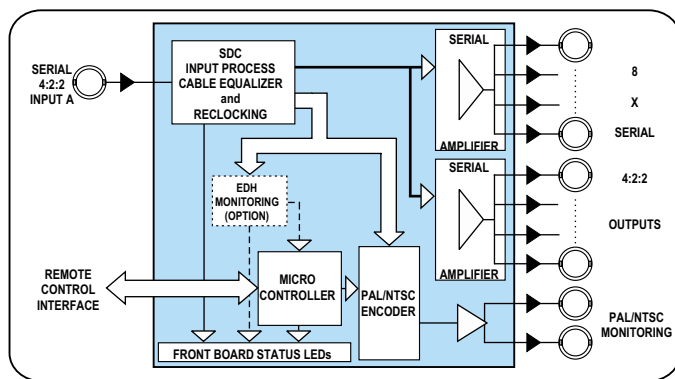 SERIAL
4:2:2
INPUT A
SDC
INPUT PROCESS
CABLE EQUALIZER
and
RECLOCKING
SERIAL
AMPLIFIER
8
X
SERIAL
4:2:2
OUTPUTS
SERIAL
AMPLIFIER
EDH
MONITORING
(OPTION)
REMOTE
CONTROL
INTERFACE
MICRO
CONTROLLER
PAL/NTSC
ENCODER
PAL/NTSC
MONITORING
FRONT BOARD STATUS LEDs